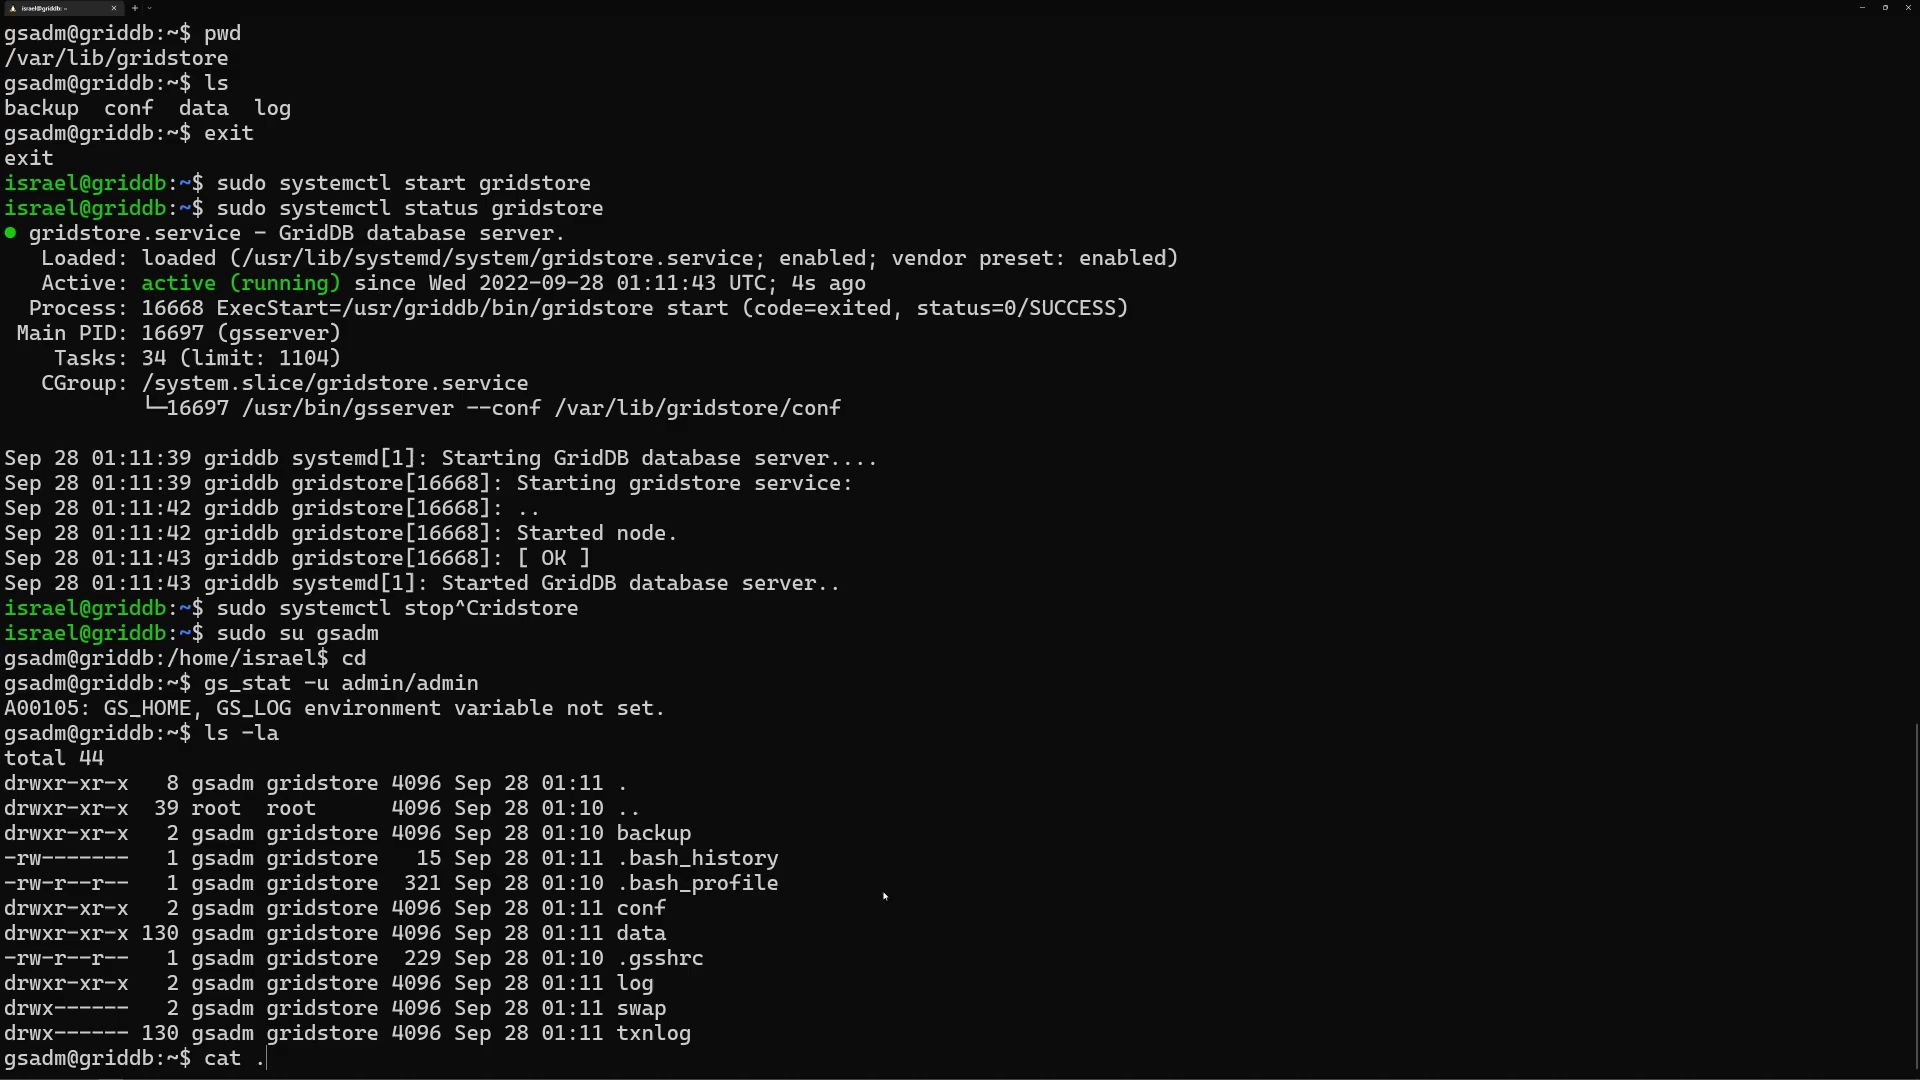 israel@griddb: ~
gsadm@griddb:~$ pwd
/var/lib/gridstore
gsadm@griddb:~$ ls
backup  conf  data  log
gsadm@griddb:~$ exit
exit
israel@griddb:~$ sudo systemctl start gridstore
israel@griddb:~$ sudo systemctl status gridstore
● gridstore.service - GridDB database server.
   Loaded: loaded (/usr/lib/systemd/system/gridstore.service; enabled; vendor preset: enabled)
   Active: active (running) since Wed 2022-09-28 01:11:43 UTC; 4s ago
  Process: 16668 ExecStart=/usr/griddb/bin/gridstore start (code=exited, status=0/SUCCESS)
 Main PID: 16697 (gsserver)
    Tasks: 34 (limit: 1104)
   CGroup: /system.slice/gridstore.service
           └─16697 /usr/bin/gsserver --conf /var/lib/gridstore/conf

Sep 28 01:11:39 griddb systemd[1]: Starting GridDB database server....
Sep 28 01:11:39 griddb gridstore[16668]: Starting gridstore service:
Sep 28 01:11:42 griddb gridstore[16668]: ..
Sep 28 01:11:42 griddb gridstore[16668]: Started node.
Sep 28 01:11:43 griddb gridstore[16668]: [ OK ]
Sep 28 01:11:43 griddb systemd[1]: Started GridDB database server..
israel@griddb:~$ sudo systemctl stop^Cridstore
israel@griddb:~$ sudo su gsadm
gsadm@griddb:/home/israel$ cd
gsadm@griddb:~$ gs_stat -u admin/admin
A00105: GS_HOME, GS_LOG environment variable not set.
gsadm@griddb:~$ ls -la
total 44
drwxr-xr-x   8 gsadm gridstore 4096 Sep 28 01:11 .
drwxr-xr-x  39 root  root      4096 Sep 28 01:10 ..
drwxr-xr-x   2 gsadm gridstore 4096 Sep 28 01:10 backup
-rw-------   1 gsadm gridstore   15 Sep 28 01:11 .bash_history
-rw-r--r--   1 gsadm gridstore  321 Sep 28 01:10 .bash_profile
drwxr-xr-x   2 gsadm gridstore 4096 Sep 28 01:11 conf
drwxr-xr-x 130 gsadm gridstore 4096 Sep 28 01:11 data
-rw-r--r--   1 gsadm gridstore  229 Sep 28 01:10 .gsshrc
drwxr-xr-x   2 gsadm gridstore 4096 Sep 28 01:11 log
drwx------   2 gsadm gridstore 4096 Sep 28 01:11 swap
drwx------ 130 gsadm gridstore 4096 Sep 28 01:11 txnlog
gsadm@griddb:~$ cat .